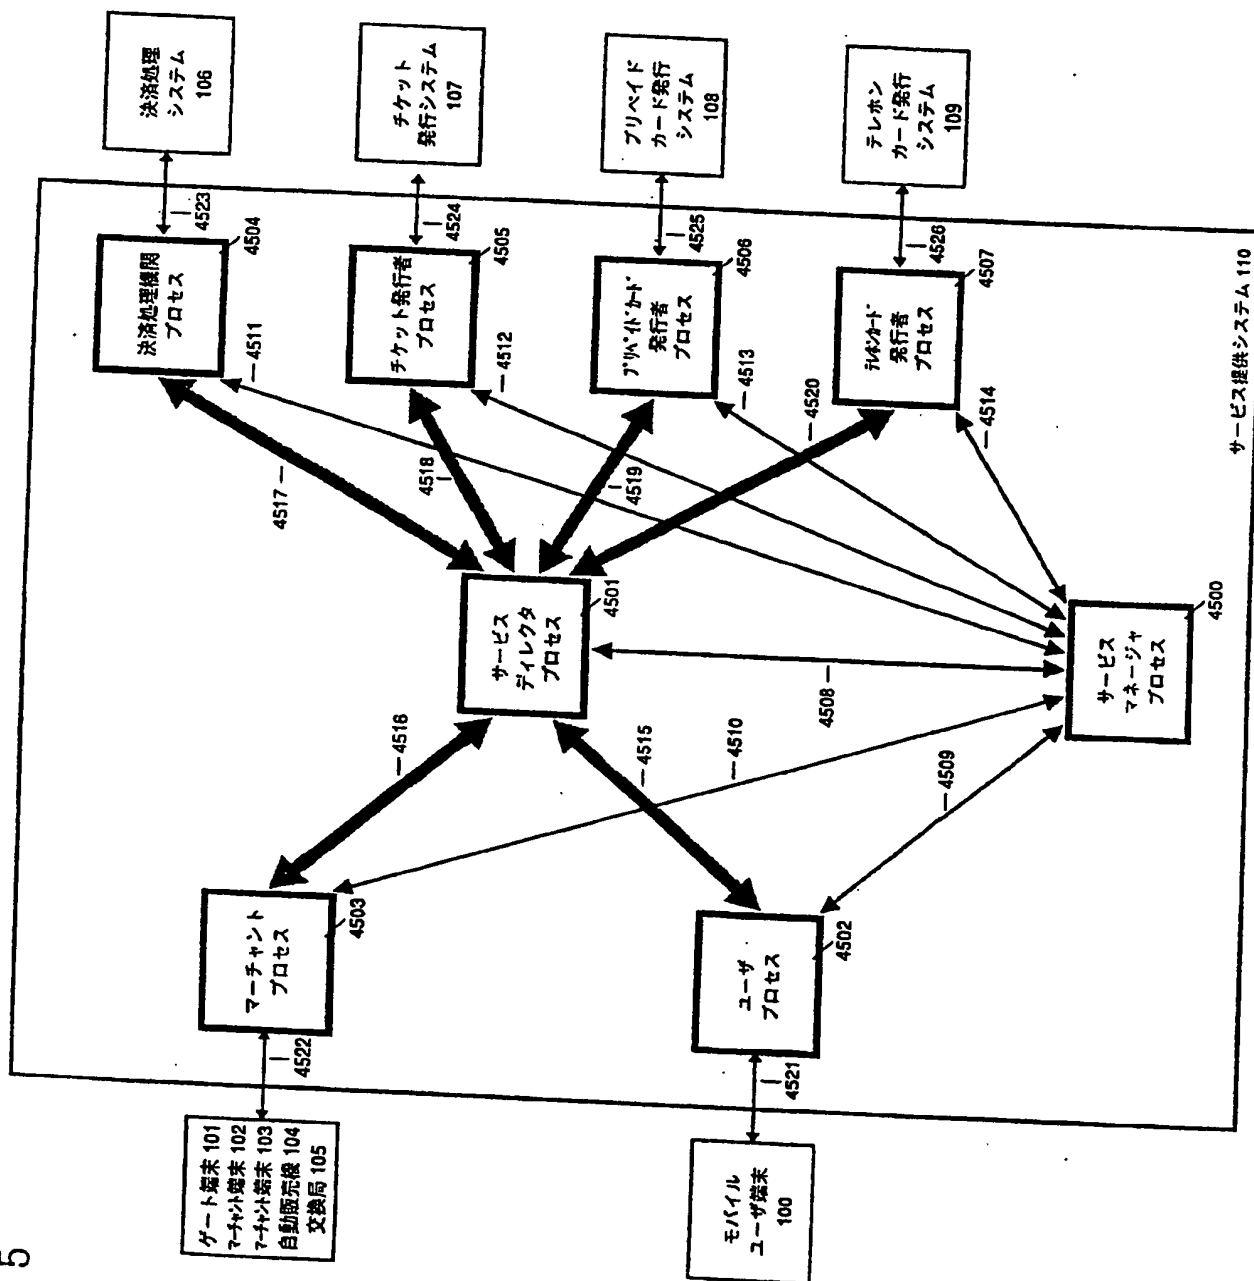 決済処理
システム
106
チケット
発行システム
107
プリペイド
カード発行
システム
108
テレホン
カード発行
システム
109
4523
4524
4525
4526
決済処理機関
プロセス
4504
チケット発行者
プロセス
4505
プリペイドカード
発行者
プロセス
4506
テレホンカード
発行者
プロセス
4507
4511
4512
4513
4514
4517
4518
4519
4520
サービス
ディレクタ
プロセス
4501
4516
4515
4510
4508
4509
サービス
マネージャ
プロセス
4500
マーチャント
プロセス
4503
ユーザ
プロセス
4502
4522
4521
ゲート端末 101
マーチャント端末 102
マーチャント端末 103
自動販売機 104
交換局 105
モバイル
ユーザ端末
100
サービス提供システム 110
5